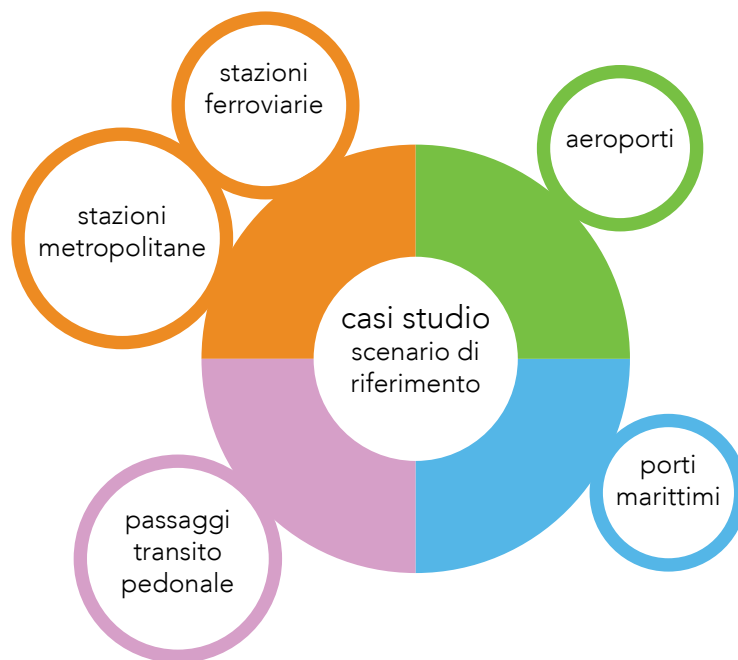 stazioni
ferroviarie
aeroporti
stazioni
metropolitane
casi studio
scenario di
riferimento
porti
marittimi
passaggi
transito
pedonale